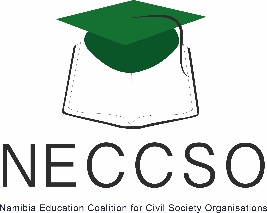 NECCSO
Namibia Education Coalition for Civil Society Organisations